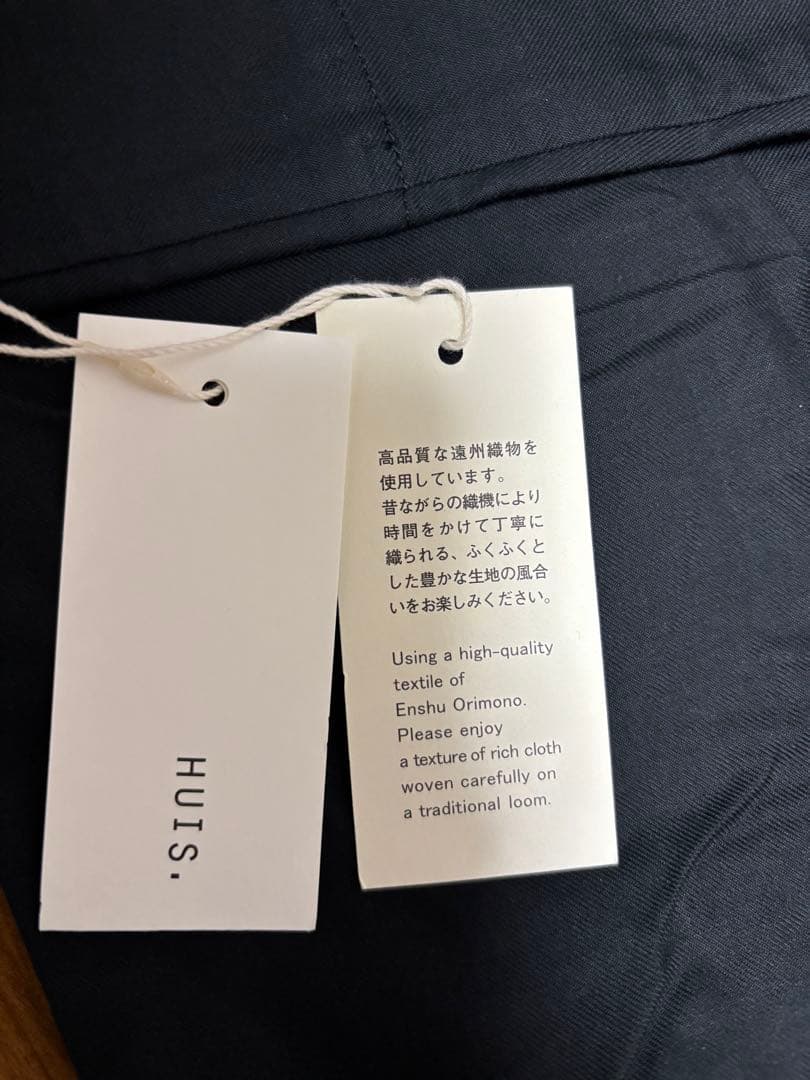 HUIS.
高品質な遠州織物を
使用しています。
昔ながらの織機により
時間をかけて丁寧に
織られる、ふくふくと
した豊かな生地の風合
いをお楽しみください。
Using a high-quality
textile of
Enshu Orimono.
Please enjoy
a texture of rich cloth
woven carefully on
a traditional loom.